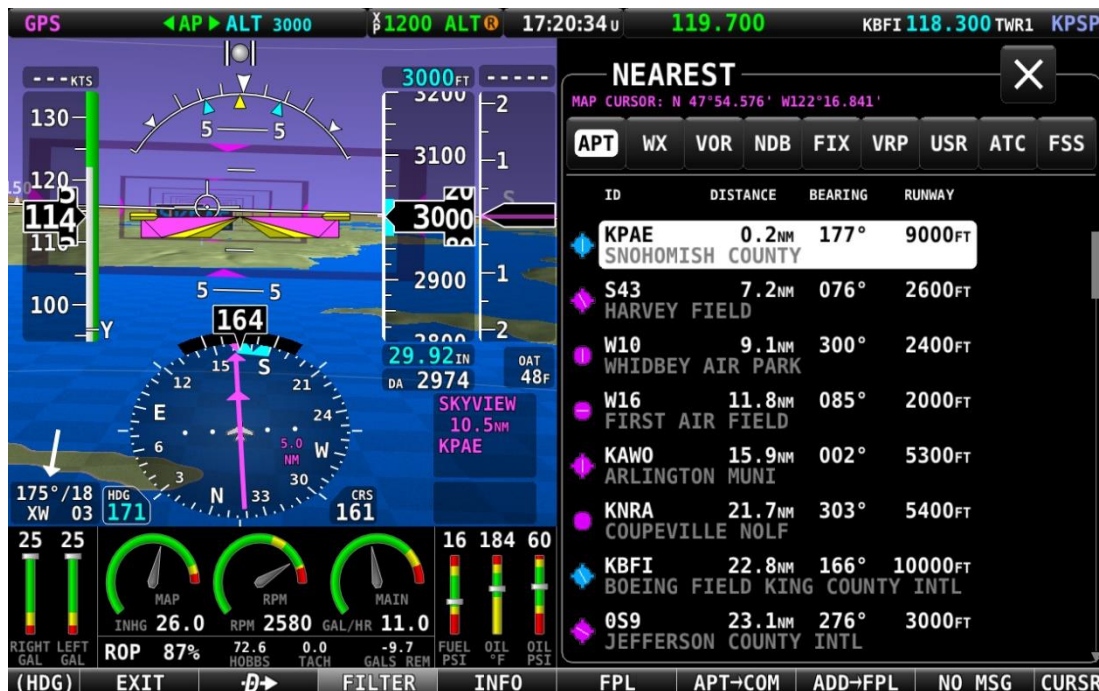 GPS ◀AP▶ ALT 3000 XP 1200 ALT R 17:20:34 U 119.700 KBFI 118.300 TWR1 KPSP
--- KTS
130
120
114
110
100
Y
150
5 5
5 5
3000 FT
3200
3100
3000
2900
2800
-----
2
1
S
1
2
164
12 15 S 21 24 W 30 33 N 3 6 E
5.0 NM
29.92 IN
DA 2974
OAT
48F
SKYVIEW
10.5NM
KPAE
175°/18
XW 03
HDG
171
CRS
161
NEAREST
MAP CURSOR: N 47°54.576' W122°16.841'
APT WX VOR NDB FIX VRP USR ATC FSS
ID DISTANCE BEARING RUNWAY
KPAE 0.2NM 177° 9000FT
SNOHOMISH COUNTY
S43 7.2NM 076° 2600FT
HARVEY FIELD
W10 9.1NM 300° 2400FT
WHIDBEY AIR PARK
W16 11.8NM 085° 2000FT
FIRST AIR FIELD
KAWO 15.9NM 002° 5300FT
ARLINGTON MUNI
KNRA 21.7NM 303° 5400FT
COUPEVILLE NOLF
KBFI 22.8NM 166° 10000FT
BOEING FIELD KING COUNTY INTL
0S9 23.1NM 276° 3000FT
JEFFERSON COUNTY INTL
25 25
RIGHT LEFT
GAL GAL
MAP
INHG 26.0
RPM
RPM 2580
MAIN
GAL/HR 11.0
ROP 87%
72.6 0.0 -9.7
HOBBS TACH GALS REM
16 184 60
FUEL OIL OIL
PSI °F PSI
(HDG) EXIT -D→ FILTER INFO FPL APT→COM ADD→FPL NO MSG CURSR